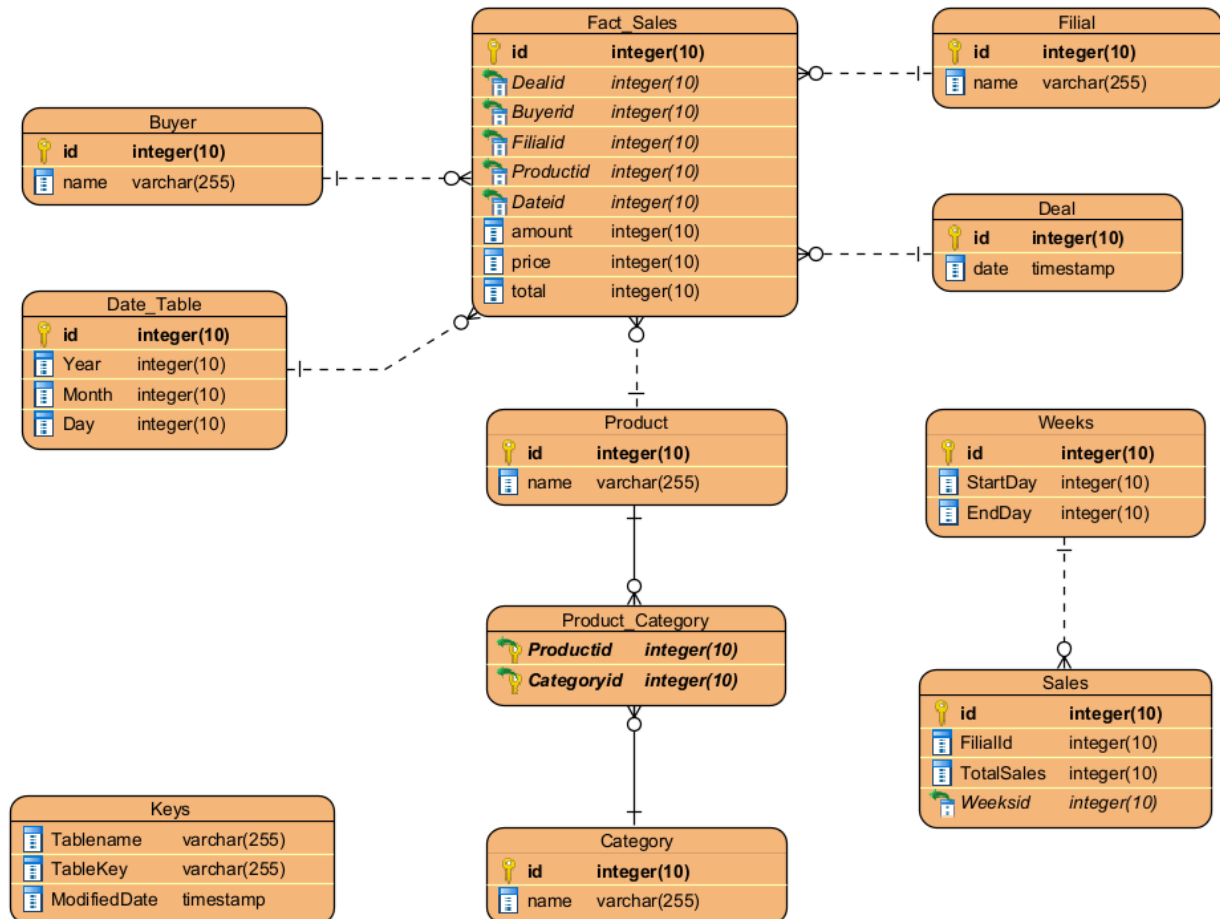 Fact_Sales
id integer(10)
Dealid integer(10)
Buyerid integer(10)
Filialid integer(10)
Productid integer(10)
Dateid integer(10)
amount integer(10)
price integer(10)
total integer(10)
Filial
id integer(10)
name varchar(255)
Buyer
id integer(10)
name varchar(255)
Deal
id integer(10)
date timestamp
Date_Table
id integer(10)
Year integer(10)
Month integer(10)
Day integer(10)
Product
id integer(10)
name varchar(255)
Weeks
id integer(10)
StartDay integer(10)
EndDay integer(10)
Product_Category
Productid integer(10)
Categoryid integer(10)
Sales
id integer(10)
FilialId integer(10)
TotalSales integer(10)
Weeksid integer(10)
Keys
Tablename varchar(255)
TableKey varchar(255)
ModifiedDate timestamp
Category
id integer(10)
name varchar(255)